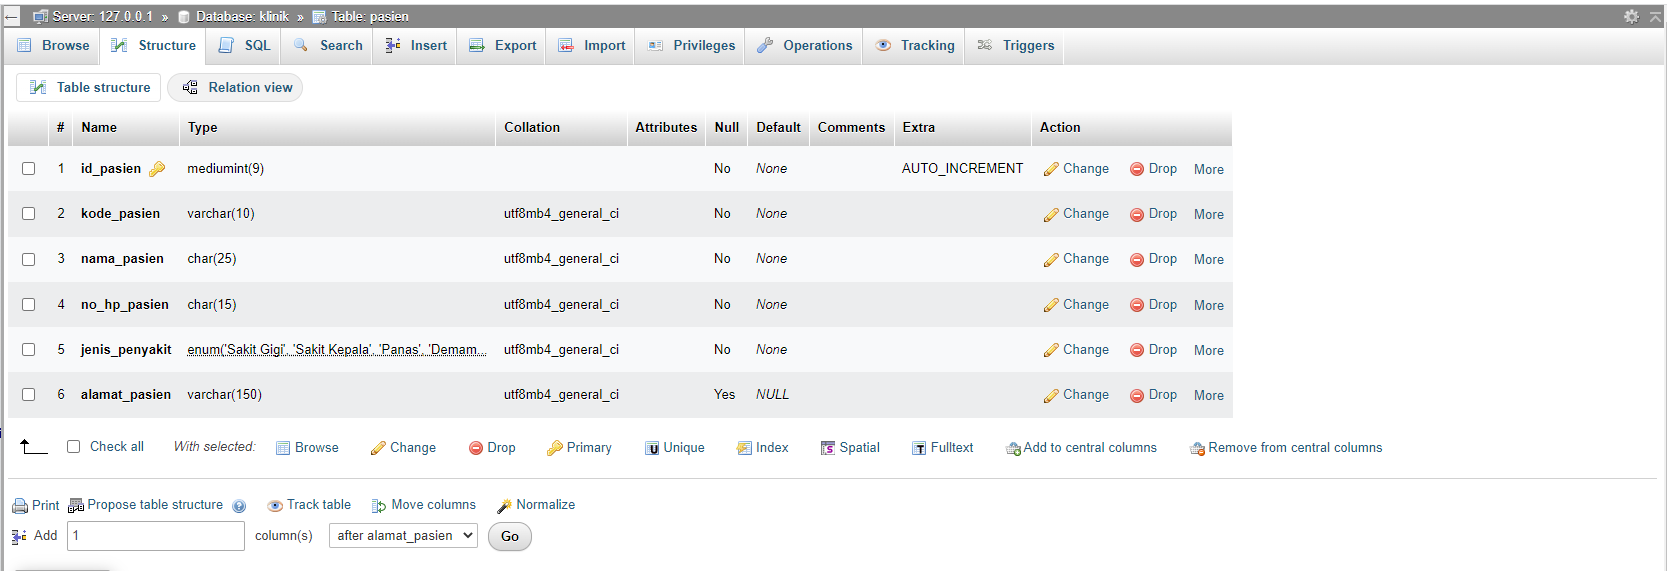 Server: 127.0.0.1 » Database: klinik » Table: pasien
Browse Structure SQL Search Insert Export Import Privileges Operations Tracking Triggers
Table structure Relation view
# Name Type Collation Attributes Null Default Comments Extra Action
1 id_pasien mediumint(9) No None AUTO_INCREMENT Change Drop More
2 kode_pasien varchar(10) utf8mb4_general_ci No None Change Drop More
3 nama_pasien char(25) utf8mb4_general_ci No None Change Drop More
4 no_hp_pasien char(15) utf8mb4_general_ci No None Change Drop More
5 jenis_penyakit enum('Sakit Gigi', 'Sakit Kepala', 'Panas', 'Demam... utf8mb4_general_ci No None Change Drop More
6 alamat_pasien varchar(150) utf8mb4_general_ci Yes NULL Change Drop More
Check all With selected: Browse Change Drop Primary Unique Index Spatial Fulltext Add to central columns Remove from central columns
Print Propose table structure Track table Move columns Normalize
Add 1 column(s) after alamat_pasien Go